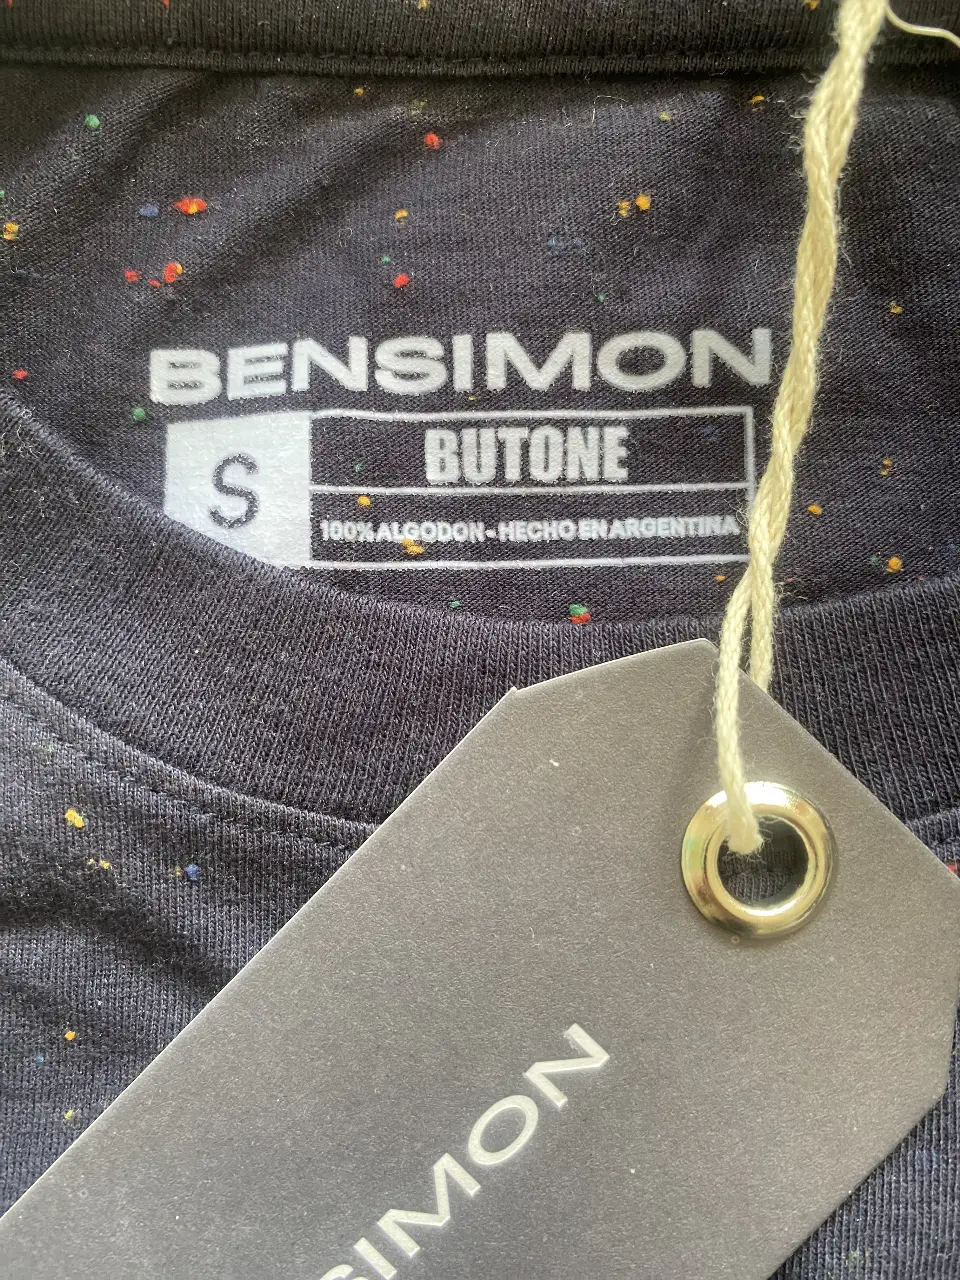 BENSIMON
S
BUTONE
100% ALGODON - HECHO EN ARGENTINA
SIMON